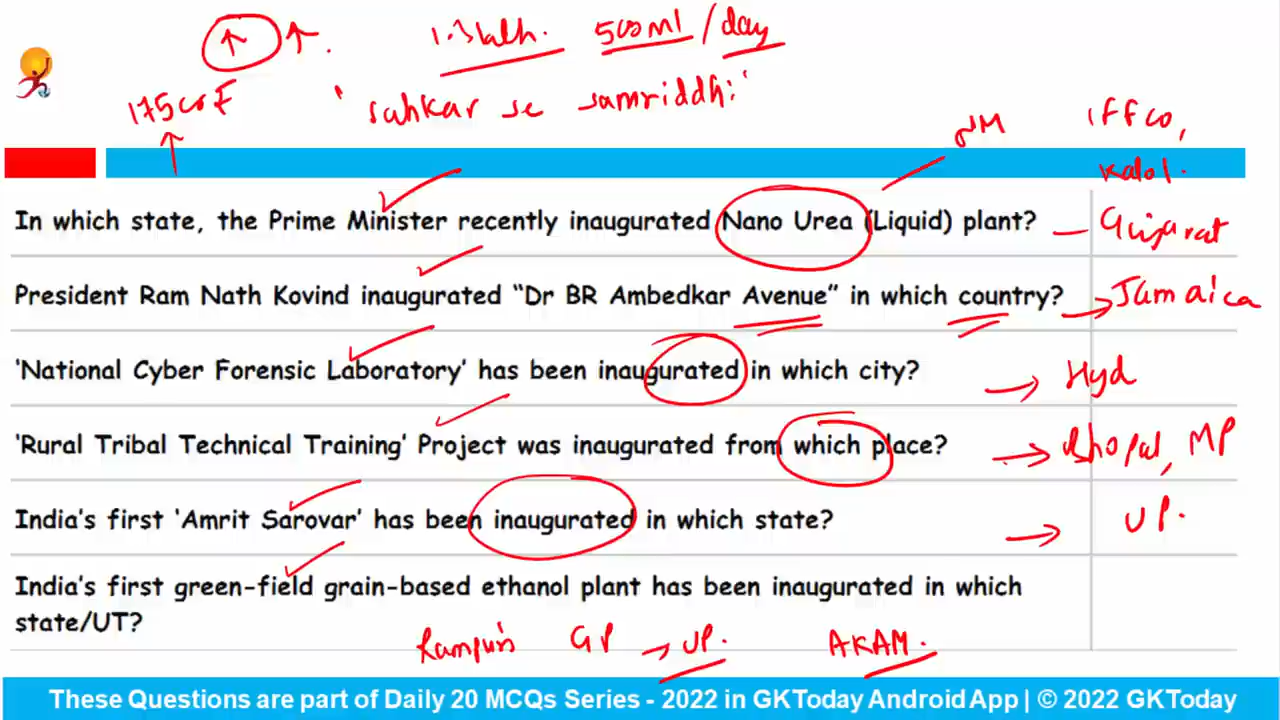 1.3lakh. 500ml / day
175 cr ₹ 'sahkar se samriddhi'
PM IFFCO,
Kalol.
In which state, the Prime Minister recently inaugurated Nano Urea (Liquid) plant? – Gujarat
President Ram Nath Kovind inaugurated “Dr BR Ambedkar Avenue” in which country? → Jamaica
‘National Cyber Forensic Laboratory’ has been inaugurated in which city? → Hyd
‘Rural Tribal Technical Training’ Project was inaugurated from which place? → Bhopal, MP
India’s first ‘Amrit Sarovar’ has been inaugurated in which state? → UP.
India’s first green-field grain-based ethanol plant has been inaugurated in which
state/UT?
GP → UP. AKAM.
These Questions are part of Daily 20 MCQs Series - 2022 in GKToday Android App | © 2022 GKToday